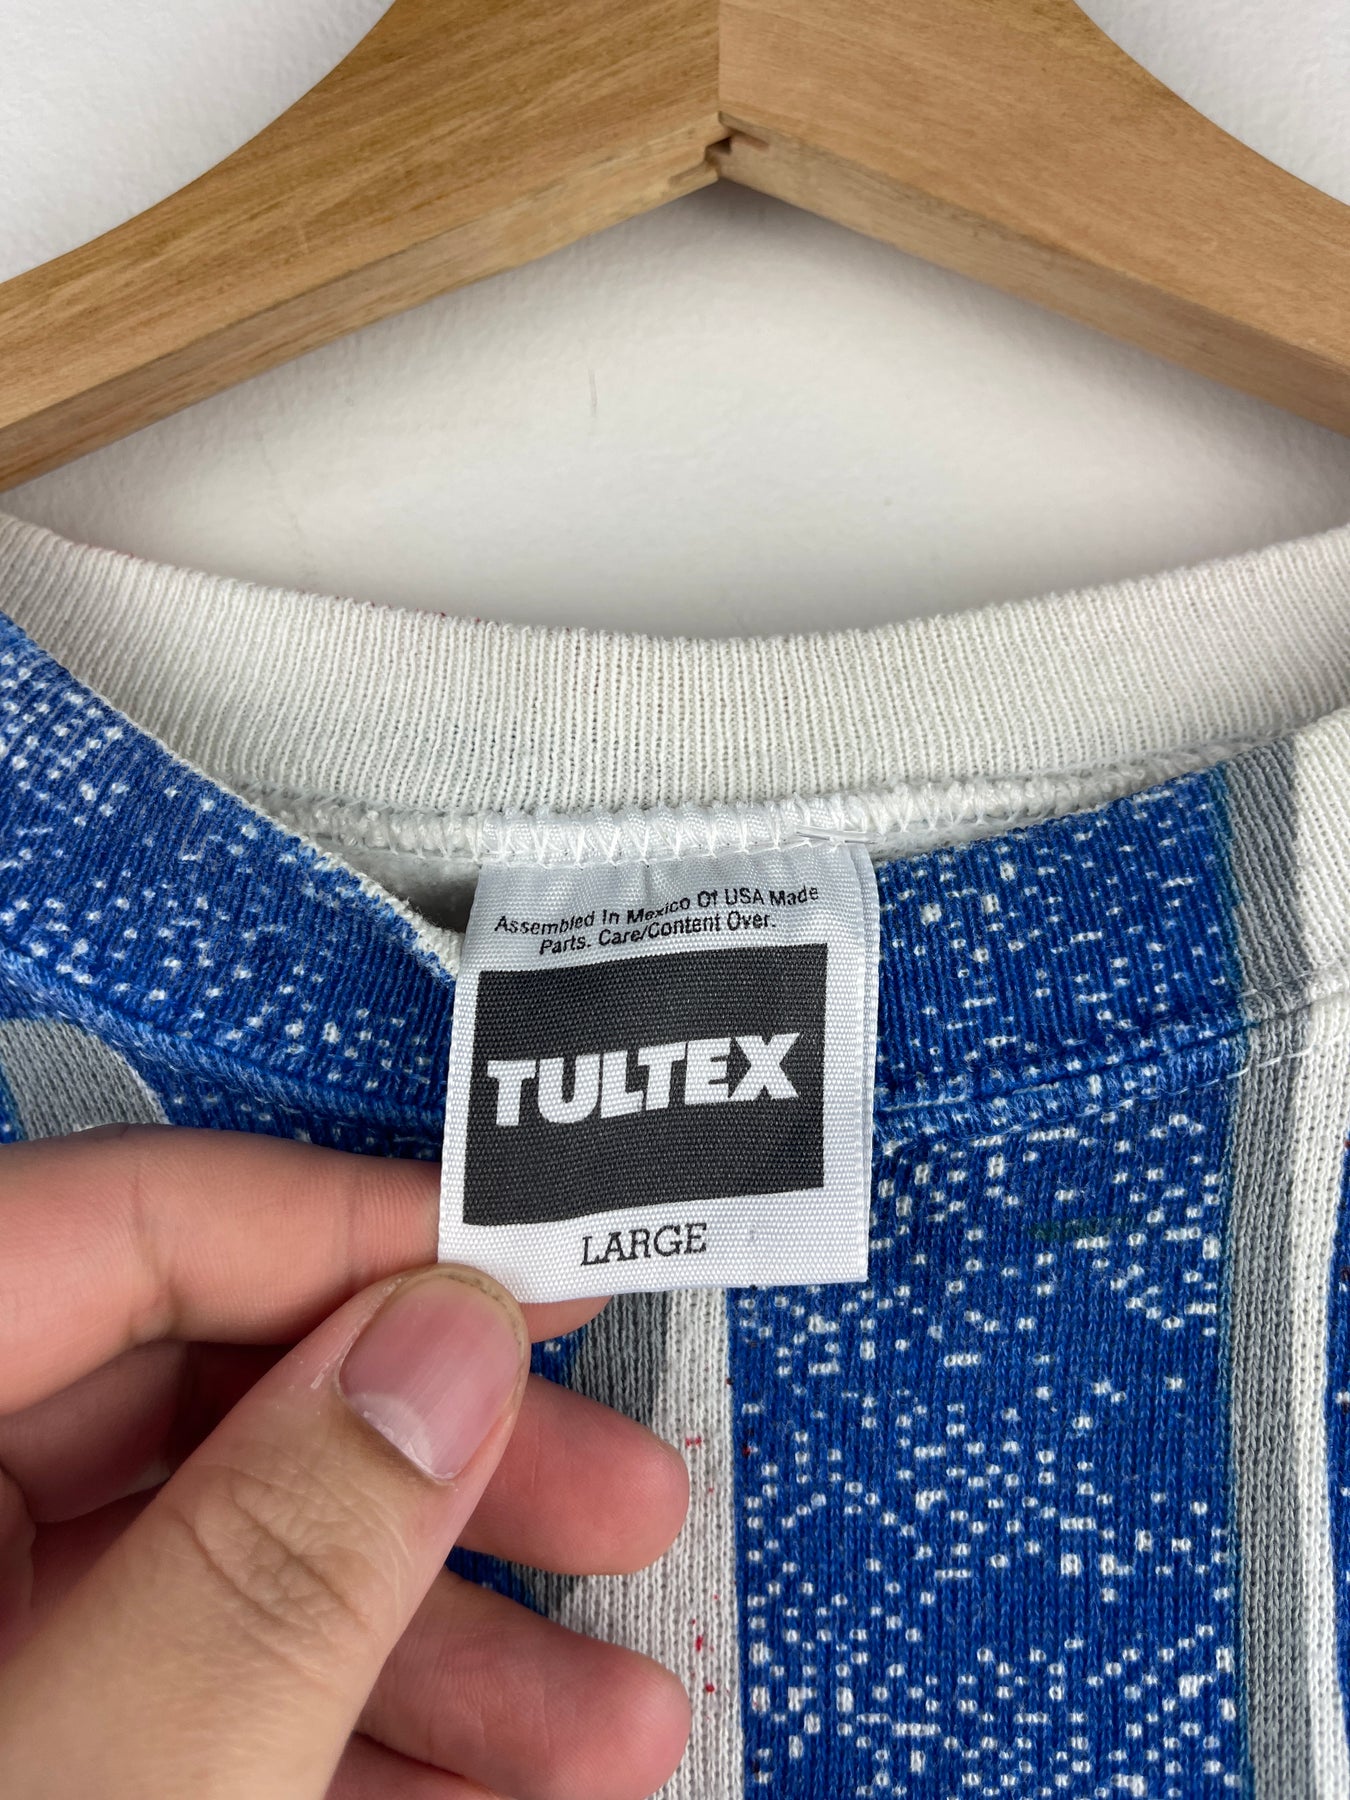 Assembled In Mexico Of USA Made
Parts. Care/Content Over.
TULTEX
LARGE